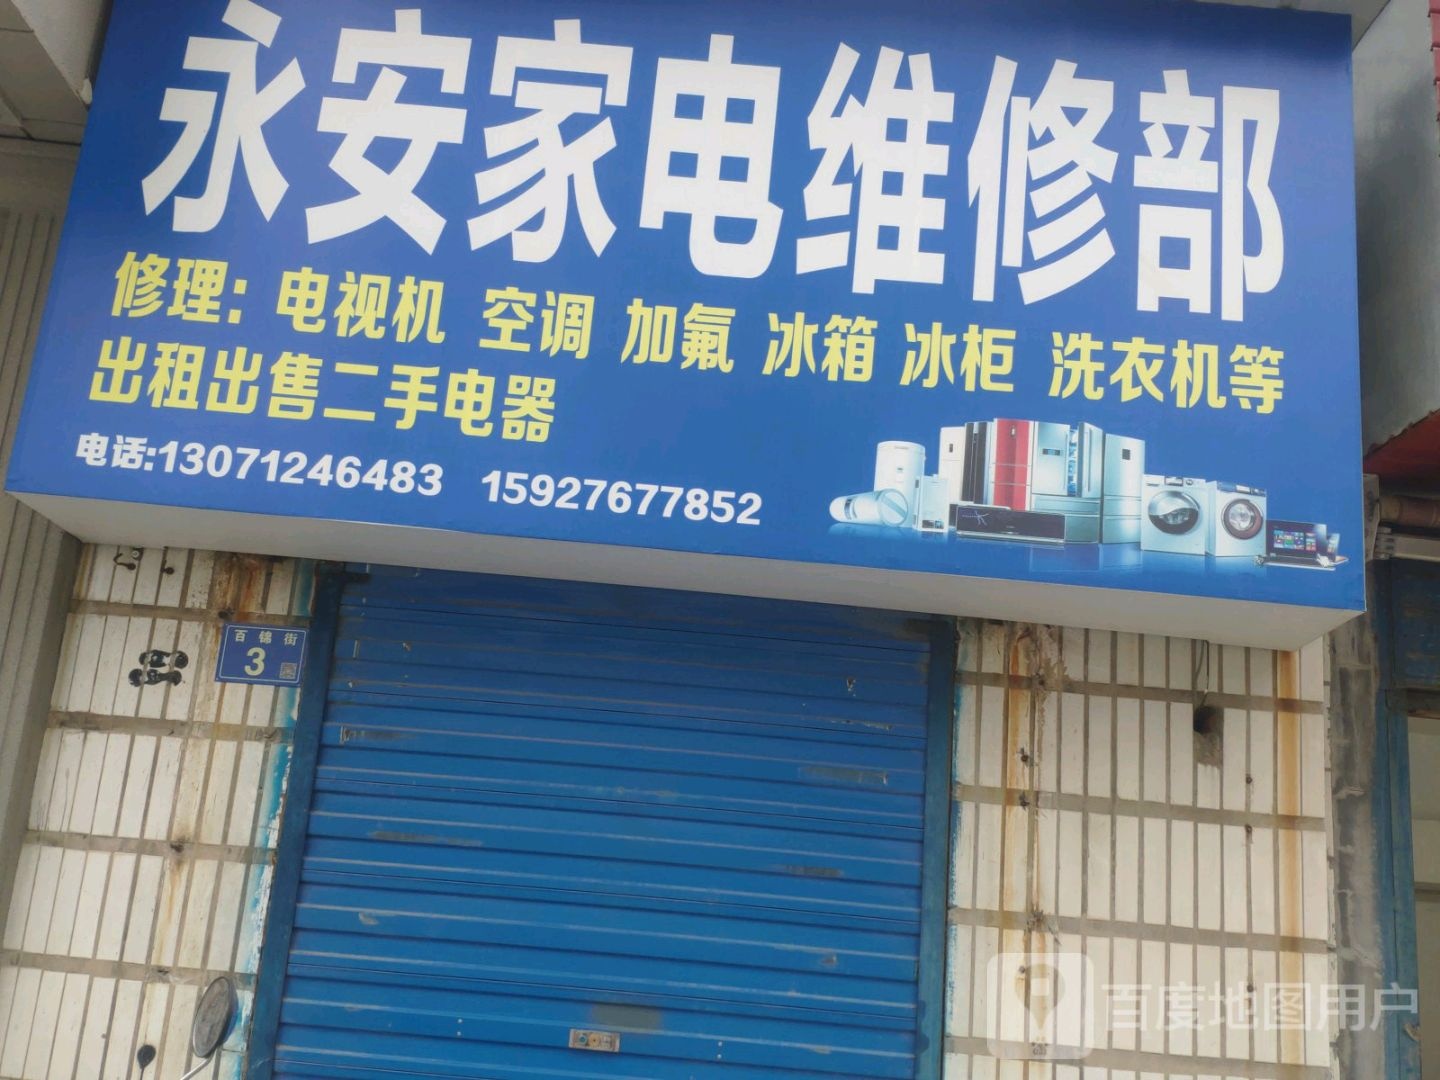 永安家电维修部
修理: 电视机 空调 加氟 冰箱 冰柜 洗衣机等
出租出售二手电器
电话:13071246483 15927677852
百锦街
3
百度地图用户